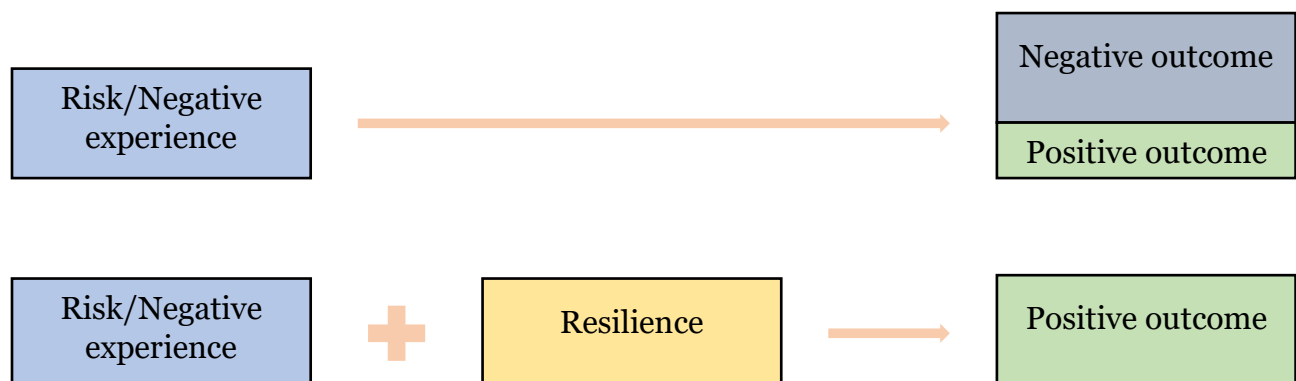 Risk/Negative
experience
Negative outcome
Positive outcome
Risk/Negative
experience
Resilience
Positive outcome